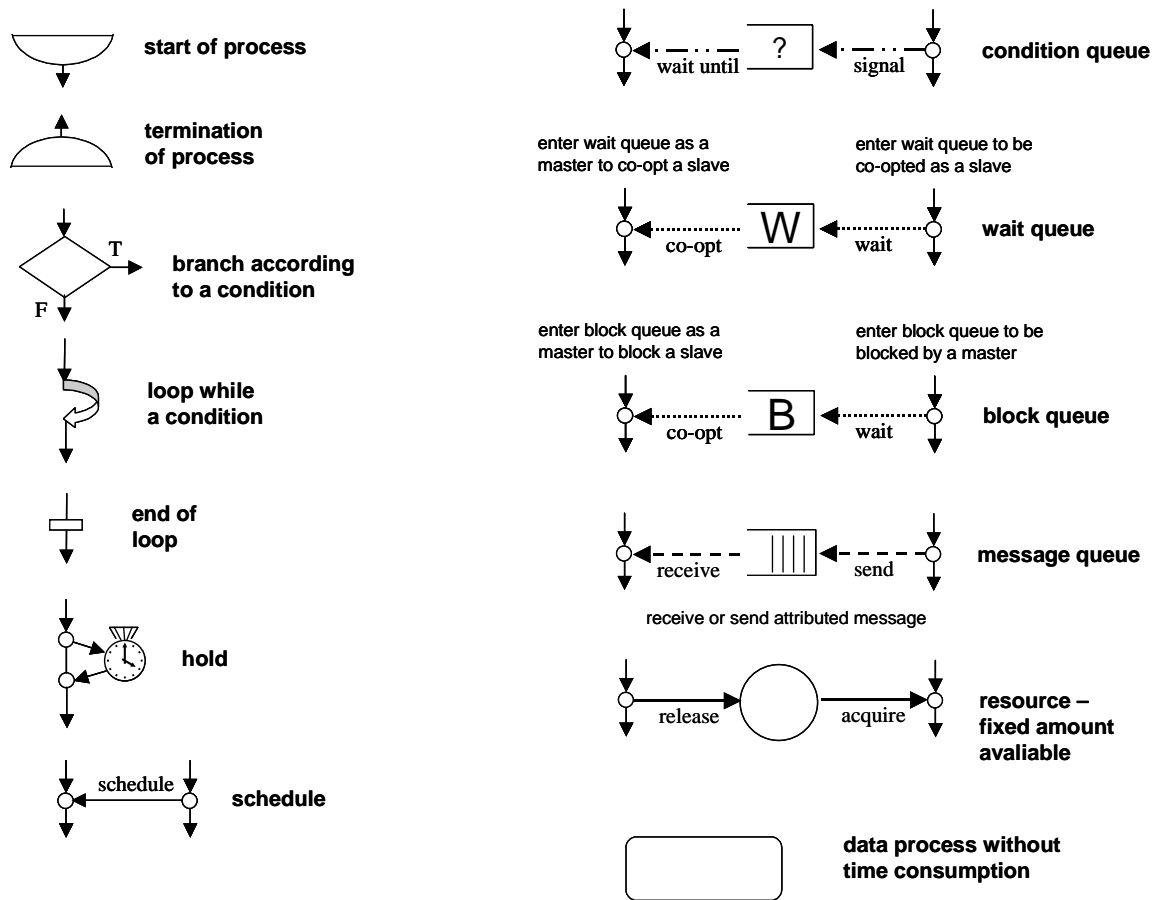 start of process
termination
of process
T
branch according
to a condition
F
loop while
a condition
end of
loop
hold
schedule
schedule
?
wait until
signal
condition queue
enter wait queue as a
master to co-opt a slave
enter wait queue to be
co-opted as a slave
W
co-opt
wait
wait queue
enter block queue as a
master to block a slave
enter block queue to be
blocked by a master
B
co-opt
wait
block queue
receive
send
message queue
receive or send attributed message
release
acquire
resource –
fixed amount
avaliable
data process without
time consumption